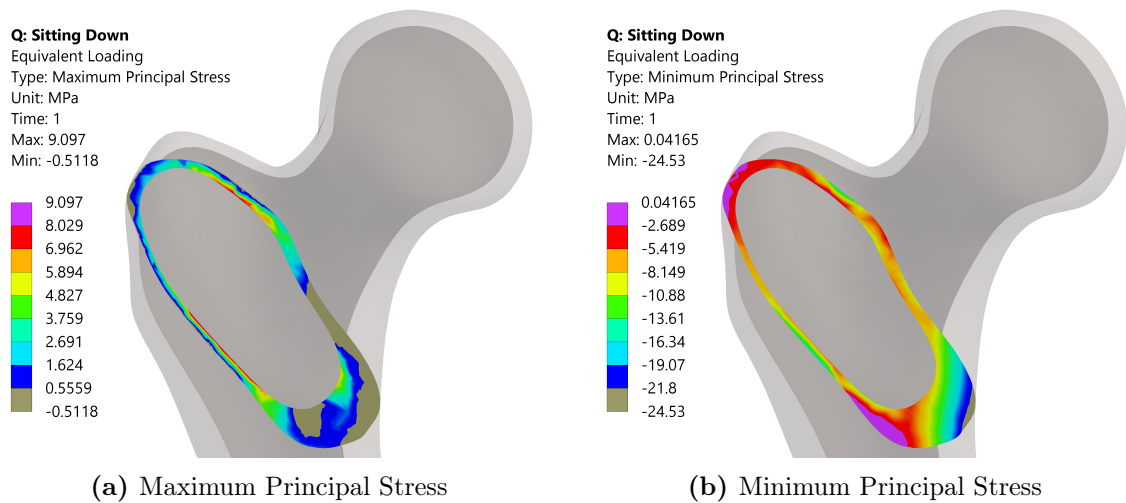 Q: Sitting Down
Equivalent Loading
Type: Maximum Principal Stress
Unit: MPa
Time: 1
Max: 9.097
Min: -0.5118
9.097
8.029
6.962
5.894
4.827
3.759
2.691
1.624
0.5559
-0.5118
(a) Maximum Principal Stress
Q: Sitting Down
Equivalent Loading
Type: Minimum Principal Stress
Unit: MPa
Time: 1
Max: 0.04165
Min: -24.53
0.04165
-2.689
-5.419
-8.149
-10.88
-13.61
-16.34
-19.07
-21.8
-24.53
(b) Minimum Principal Stress